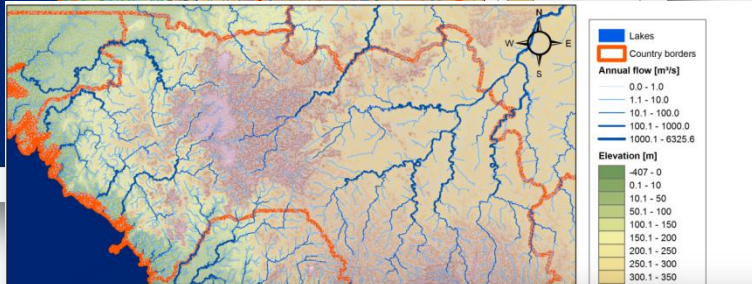 N
W E
S
Lakes
Country borders
Annual flow [m³/s]
0.0 - 1.0
1.1 - 10.0
10.1 - 100.0
100.1 - 1000.0
1000.1 - 6325.6
Elevation [m]
-407 - 0
0.1 - 10
10.1 - 50
50.1 - 100
100.1 - 150
150.1 - 200
200.1 - 250
250.1 - 300
300.1 - 350